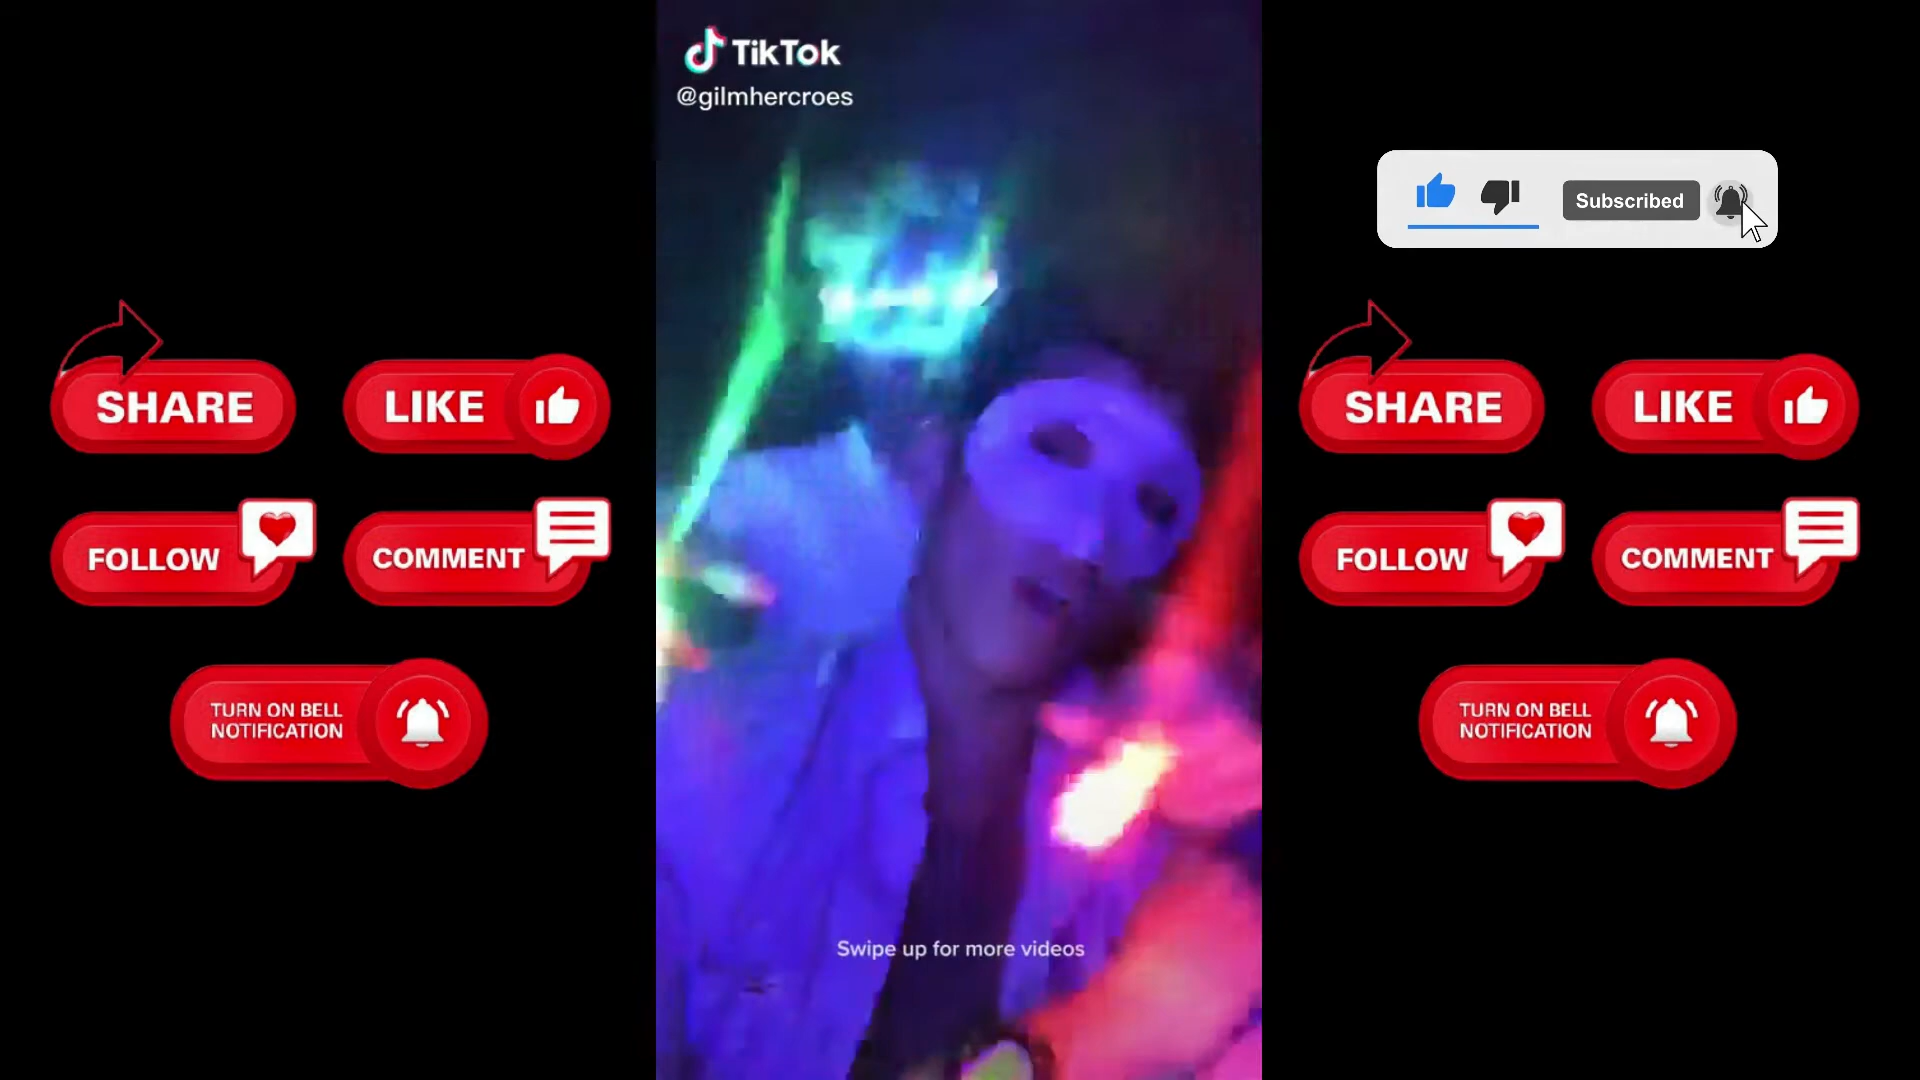 TikTok
@gilmhercroes
Subscribed
SHARE
LIKE
SHARE
LIKE
FOLLOW
COMMENT
FOLLOW
COMMENT
TURN ON BELL
NOTIFICATION
TURN ON BELL
NOTIFICATION
Swipe up for more videos